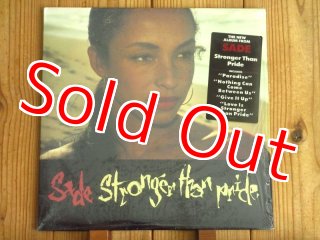 THE NEW
ALBUM FROM
SADE
Stronger Than
Pride
INCLUDES
"Paradise"
"Nothing Can
Come
Between Us"
"Give It Up"
"Love Is
Stronger
Than Pride"
Sold Out
Sade Stronger than pride